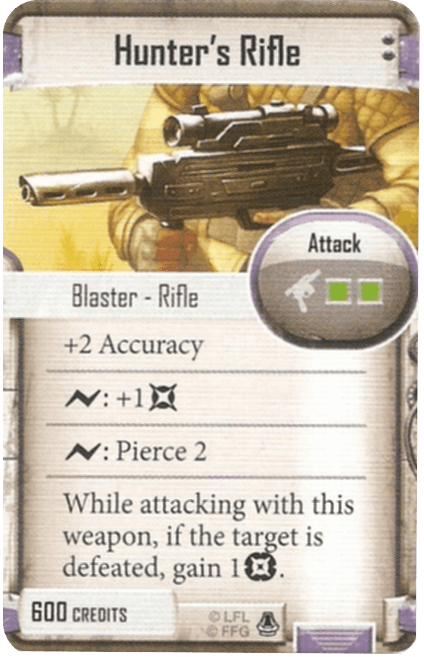 Hunter's Rifle
Attack
Blaster - Rifle
+2 Accuracy
: +1
: Pierce 2
While attacking with this
weapon, if the target is
defeated, gain 1 .
600 CREDITS
© LFL
© FFG